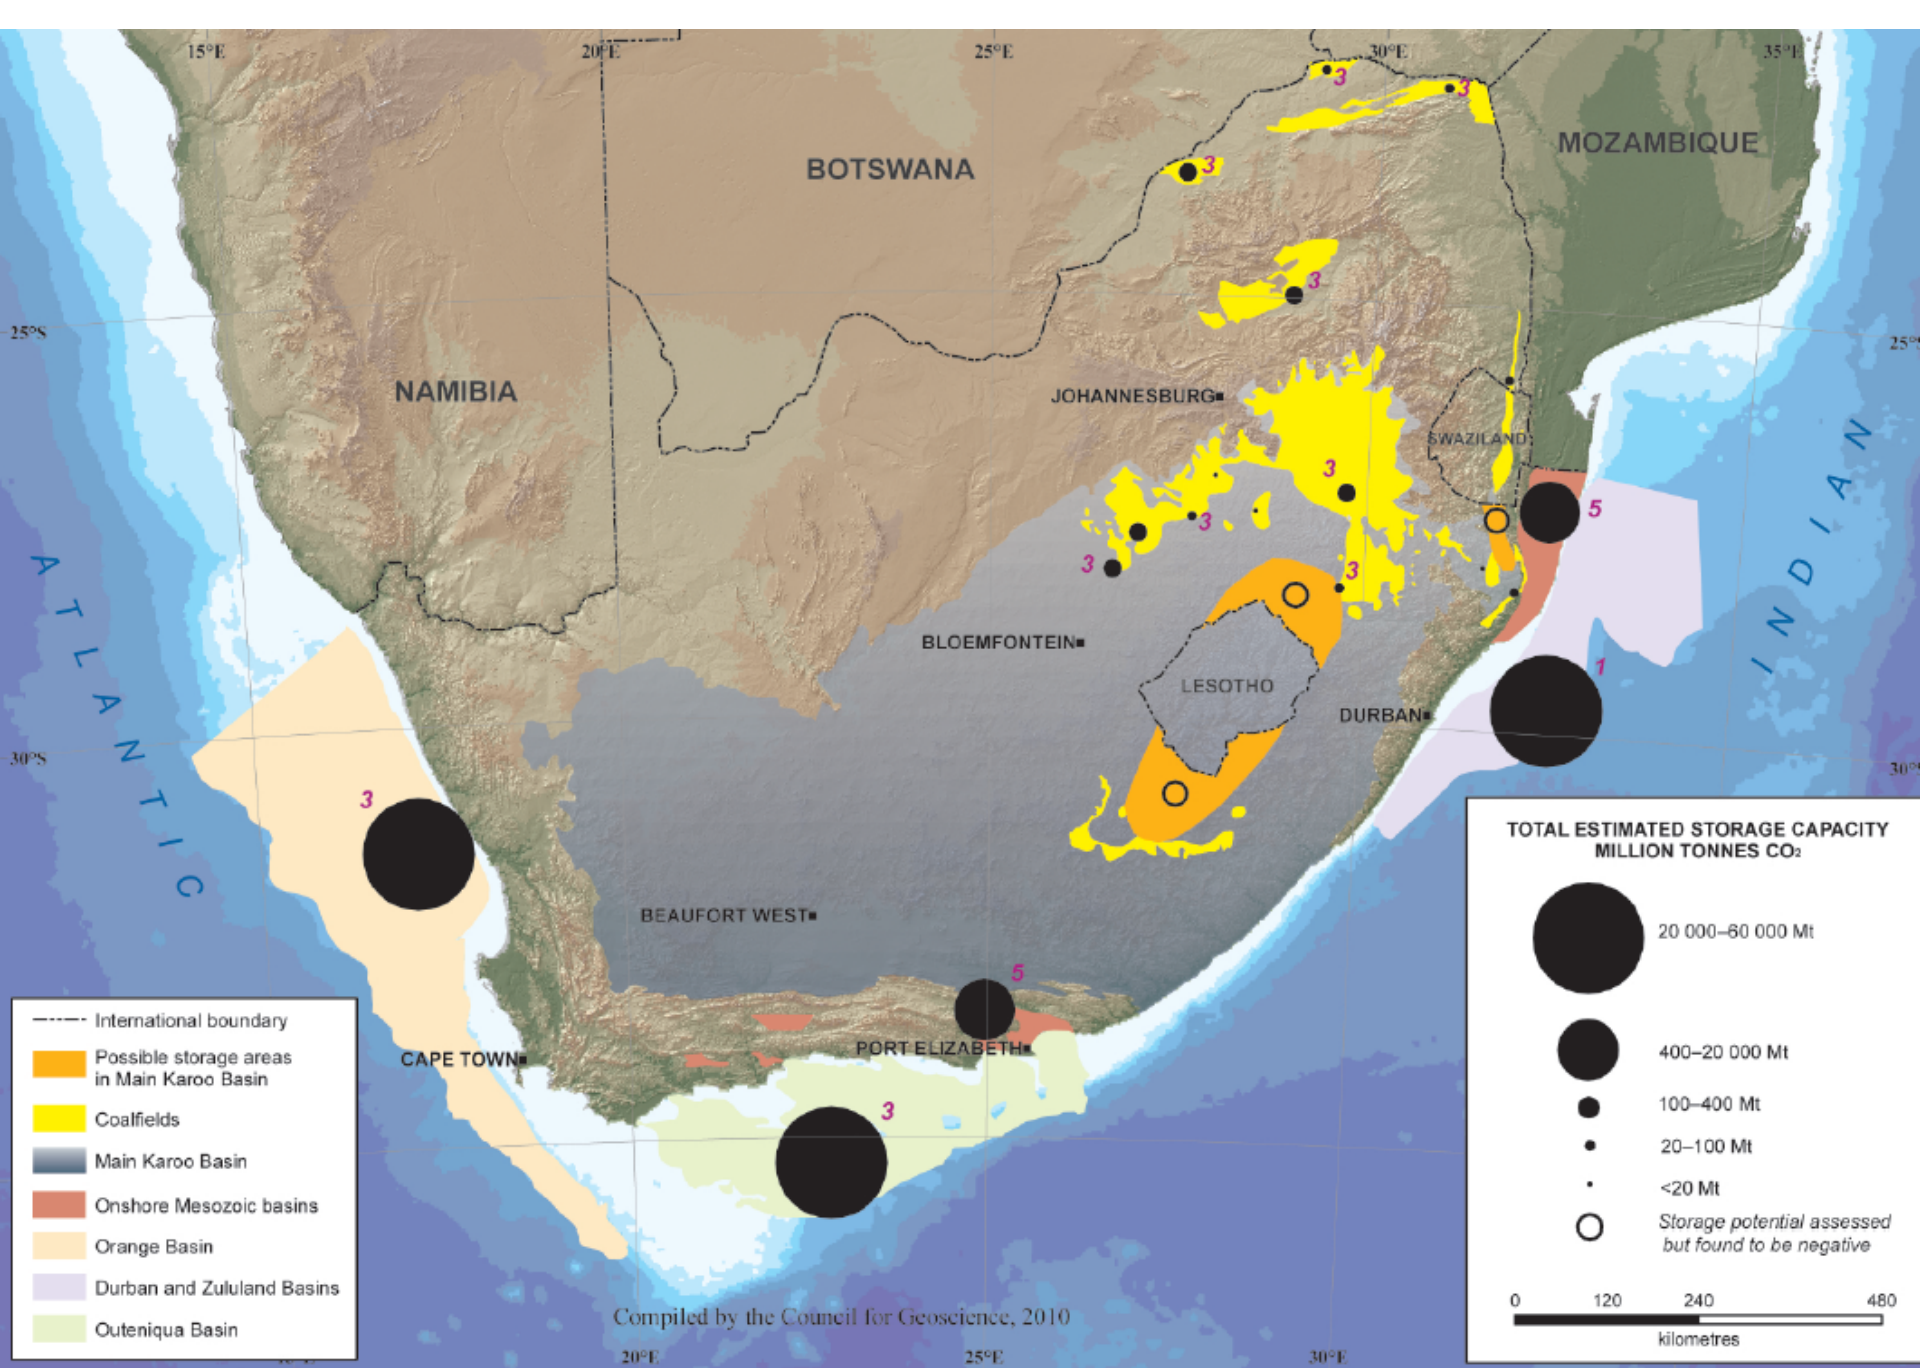 15°E
20°E
25°E
30°E
35°E
3
3
MOZAMBIQUE
BOTSWANA
3
3
25°S
25°S
NAMIBIA
JOHANNESBURG
SWAZILAND
3
3
5
3
3
ATLANTIC
INDIAN
BLOEMFONTEIN
LESOTHO
1
DURBAN
30°S
30°S
3
BEAUFORT WEST
5
CAPE TOWN
PORT ELIZABETH
3
International boundary
Possible storage areas
in Main Karoo Basin
Coalfields
Main Karoo Basin
Onshore Mesozoic basins
Orange Basin
Durban and Zululand Basins
Outeniqua Basin
TOTAL ESTIMATED STORAGE CAPACITY
MILLION TONNES CO₂
20 000–60 000 Mt
400–20 000 Mt
100–400 Mt
20–100 Mt
<20 Mt
Storage potential assessed
but found to be negative
0 120 240 480
kilometres
Compiled by the Council for Geoscience, 2010
20°E
25°E
30°E